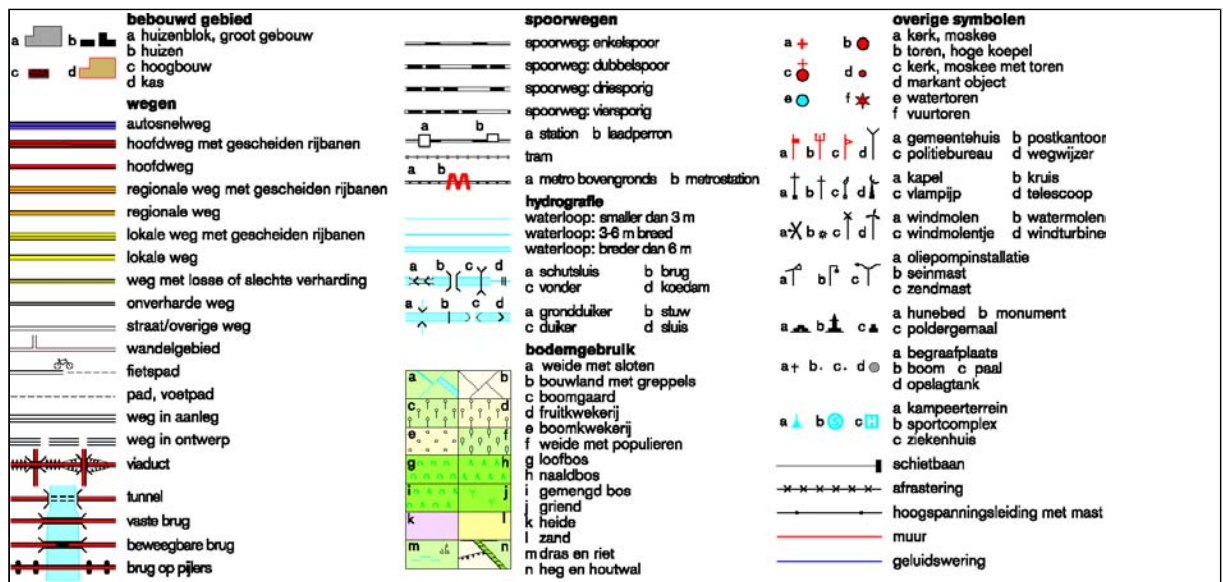 bebouwd gebied
a b
a huizenblok, groot gebouw
b huizen
c d
c hoogbouw
d kas
wegen
autosnelweg
hoofdweg met gescheiden rijbanen
hoofdweg
regionale weg met gescheiden rijbanen
regionale weg
lokale weg met gescheiden rijbanen
lokale weg
weg met losse of slechte verharding
onverharde weg
straat/overige weg
wandelgebied
fietspad
pad, voetpad
weg in aanleg
weg in ontwerp
viaduct
tunnel
vaste brug
beweegbare brug
brug op pijlers
spoorwegen
spoorweg: enkelspoor
spoorweg: dubbelspoor
spoorweg: driesporig
spoorweg: viersporig
a b
a station b laadperron
tram
a b
a metro bovengronds b metrostation
hydrografie
waterloop: smaller dan 3 m
waterloop: 3-6 m breed
waterloop: breder dan 6 m
a b c d
a schutsluis b brug
c vonder d koedam
a b c d
a grondduiker b stuw
c duiker d sluis
bodemgebruik
a b
a weide met sloten
b bouwland met greppels
c d
c boomgaard
d fruitkwekerij
e f
e boomkwekerij
f weide met populieren
g h
g loofbos
h naaldbos
i j
i gemengd bos
j griend
k l
k heide
l zand
m n
m dras en riet
n heg en houtwal
overige symbolen
a b
a kerk, moskee
b toren, hoge koepel
c d
c kerk, moskee met toren
d markant object
e f
e watertoren
f vuurtoren
a b c d
a gemeentehuis b postkantoor
c politiebureau d wegwijzer
a b c d
a kapel b kruis
c vlampijp d telescoop
a b c d
a windmolen b watermolen
c windmolentje d windturbine
a b c
a oliepompinstallatie
b seinmast
c zendmast
a b c
a hunebed b monument
c poldergemaal
a b c d
a begraafplaats
b boom c paal
d opslagtank
a b S c H
a kampeerterrein
b sportcomplex
c ziekenhuis
schietbaan
afrastering
hoogspanningsleiding met mast
muur
geluidswering